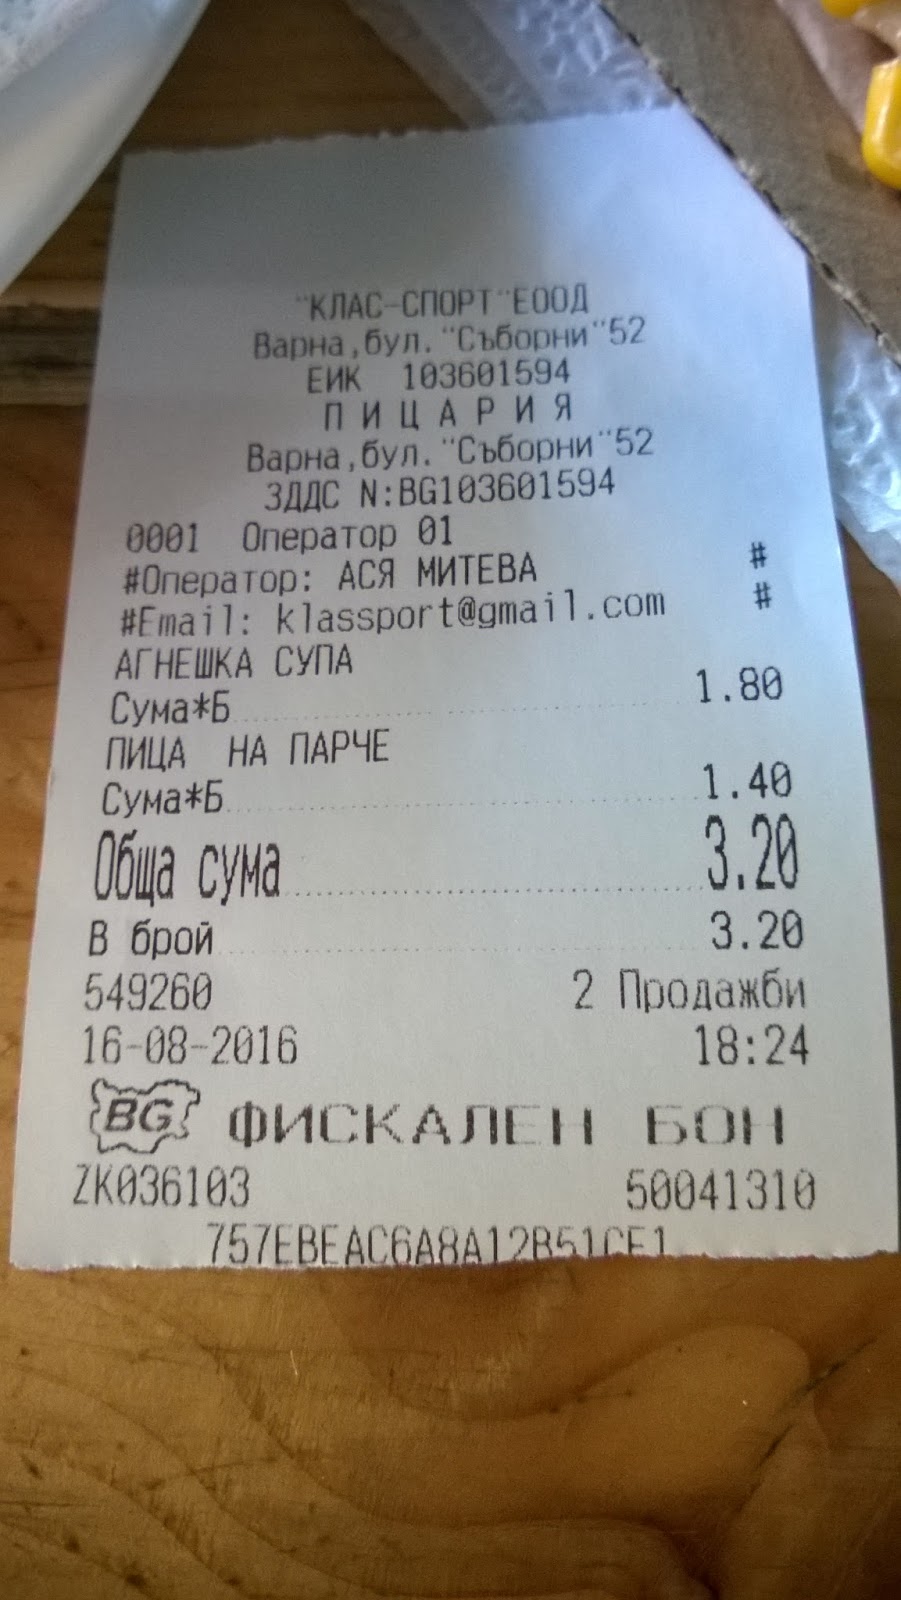 "КЛАС-СПОРТ"ЕООД
Варна,бул."Съборни"52
ЕИК 103601594
П И Ц А Р И Я
Варна,бул."Съборни"52
ЗДДС N:BG103601594
0001 Оператор 01
#Оператор: АСЯ МИТЕВА #
#Email: klassport@gmail.com #
АГНЕШКА СУПА
Сума*Б 1.80
ПИЦА НА ПАРЧЕ
Сума*Б 1.40
Обща сума 3.20
В брой 3.20
549260 2 Продажби
16-08-2016 18:24
BG ФИСКАЛЕН БОН
ZK036103 50041310
757EBEAC6A8A12B51CE1